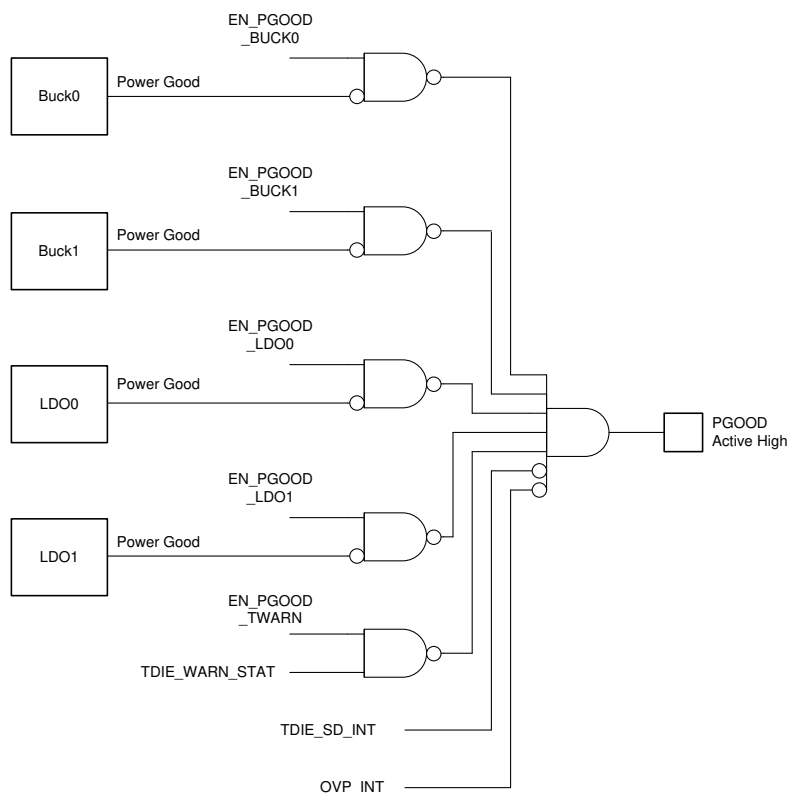 EN_PGOOD
_BUCK0
Buck0
Power Good
EN_PGOOD
_BUCK1
Buck1
Power Good
EN_PGOOD
_LDO0
LDO0
Power Good
PGOOD
Active High
EN_PGOOD
_LDO1
LDO1
Power Good
EN_PGOOD
_TWARN
TDIE_WARN_STAT
TDIE_SD_INT
OVP_INT